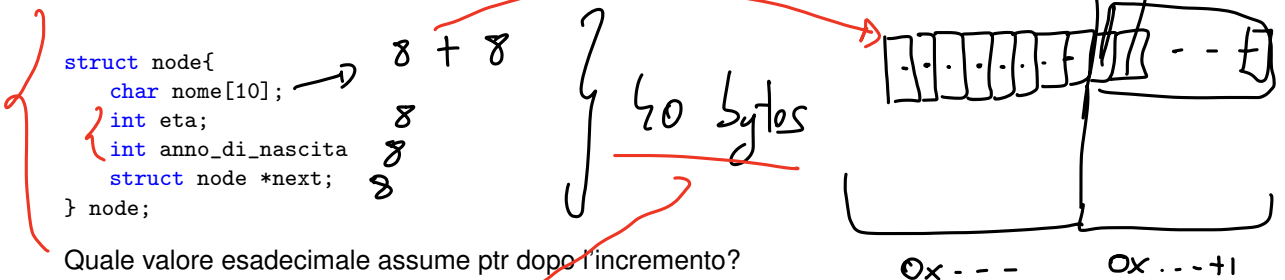 struct node{
char nome[10]; 8 + 8
int eta; 8
int anno_di_nascita 8
struct node *next; 8
} node;
40 bytes
Quale valore esadecimale assume ptr dopo l'incremento?
0x - - - 0x - - - +1